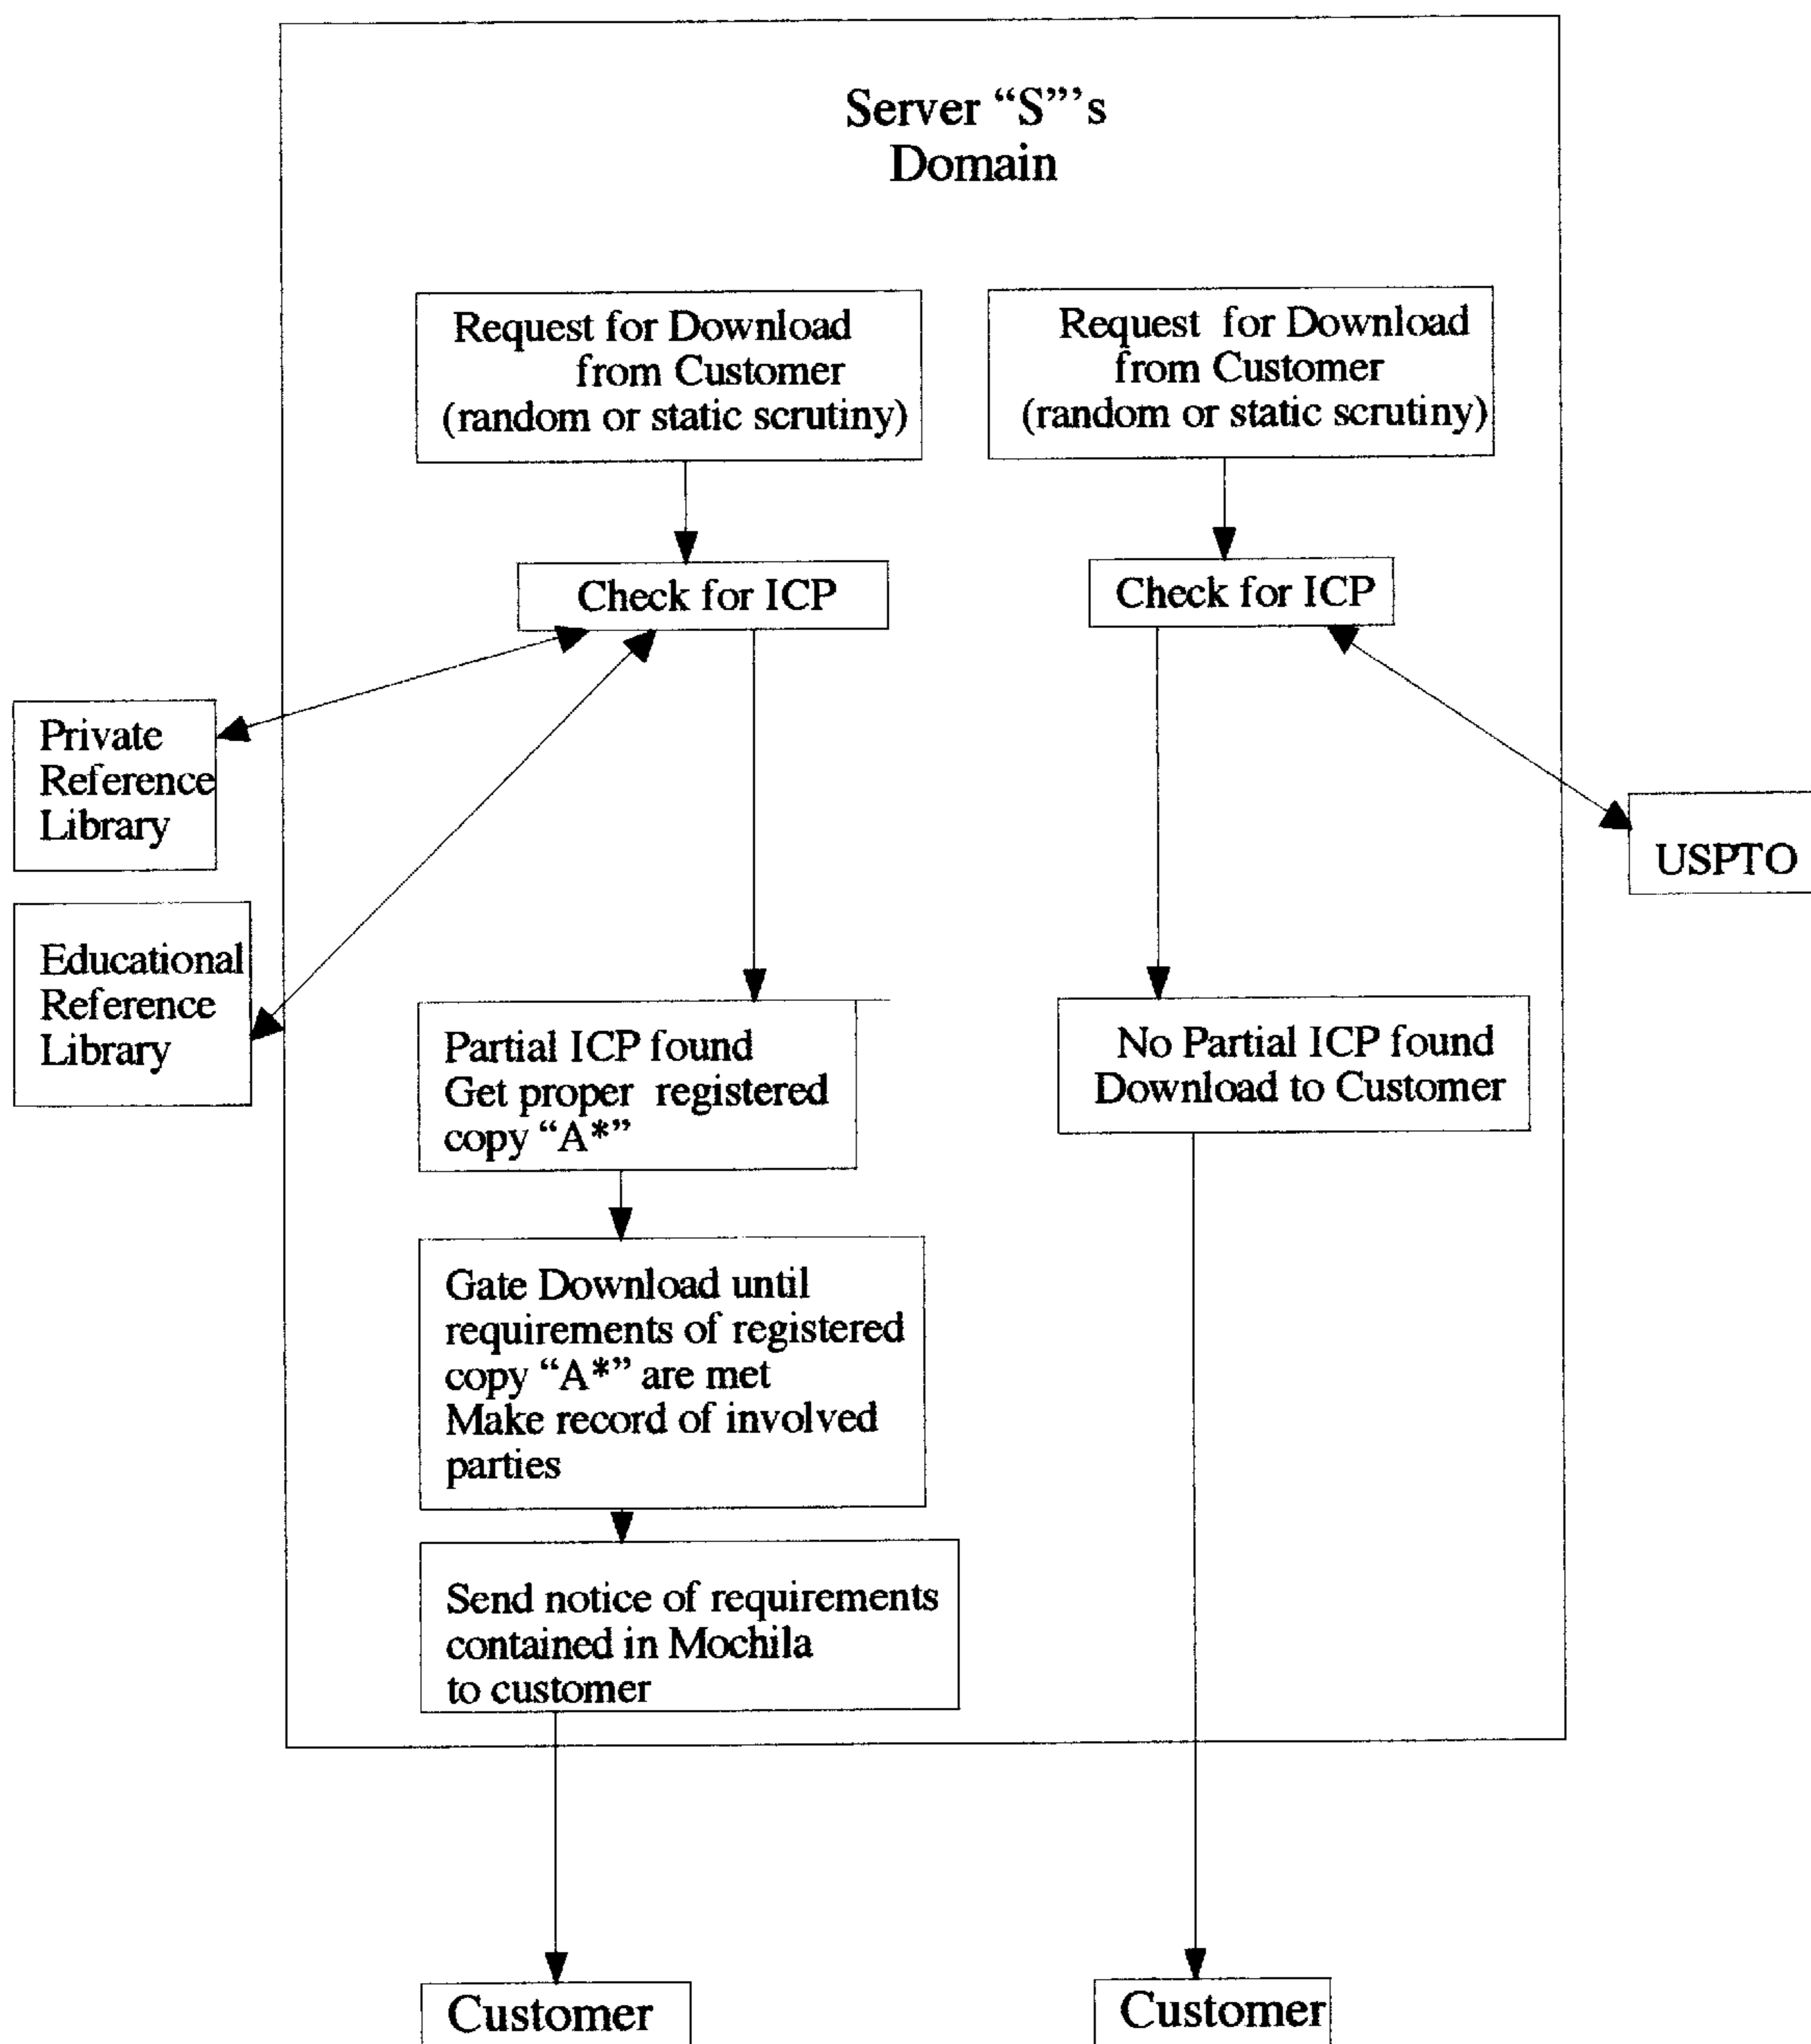 Server “S”’s
Domain
Request for Download
from Customer
(random or static scrutiny)
Request for Download
from Customer
(random or static scrutiny)
Check for ICP
Check for ICP
Private
Reference
Library
USPTO
Educational
Reference
Library
Partial ICP found
Get proper registered
copy “A*”
No Partial ICP found
Download to Customer
Gate Download until
requirements of registered
copy “A*” are met
Make record of involved
parties
Send notice of requirements
contained in Mochila
to customer
Customer
Customer